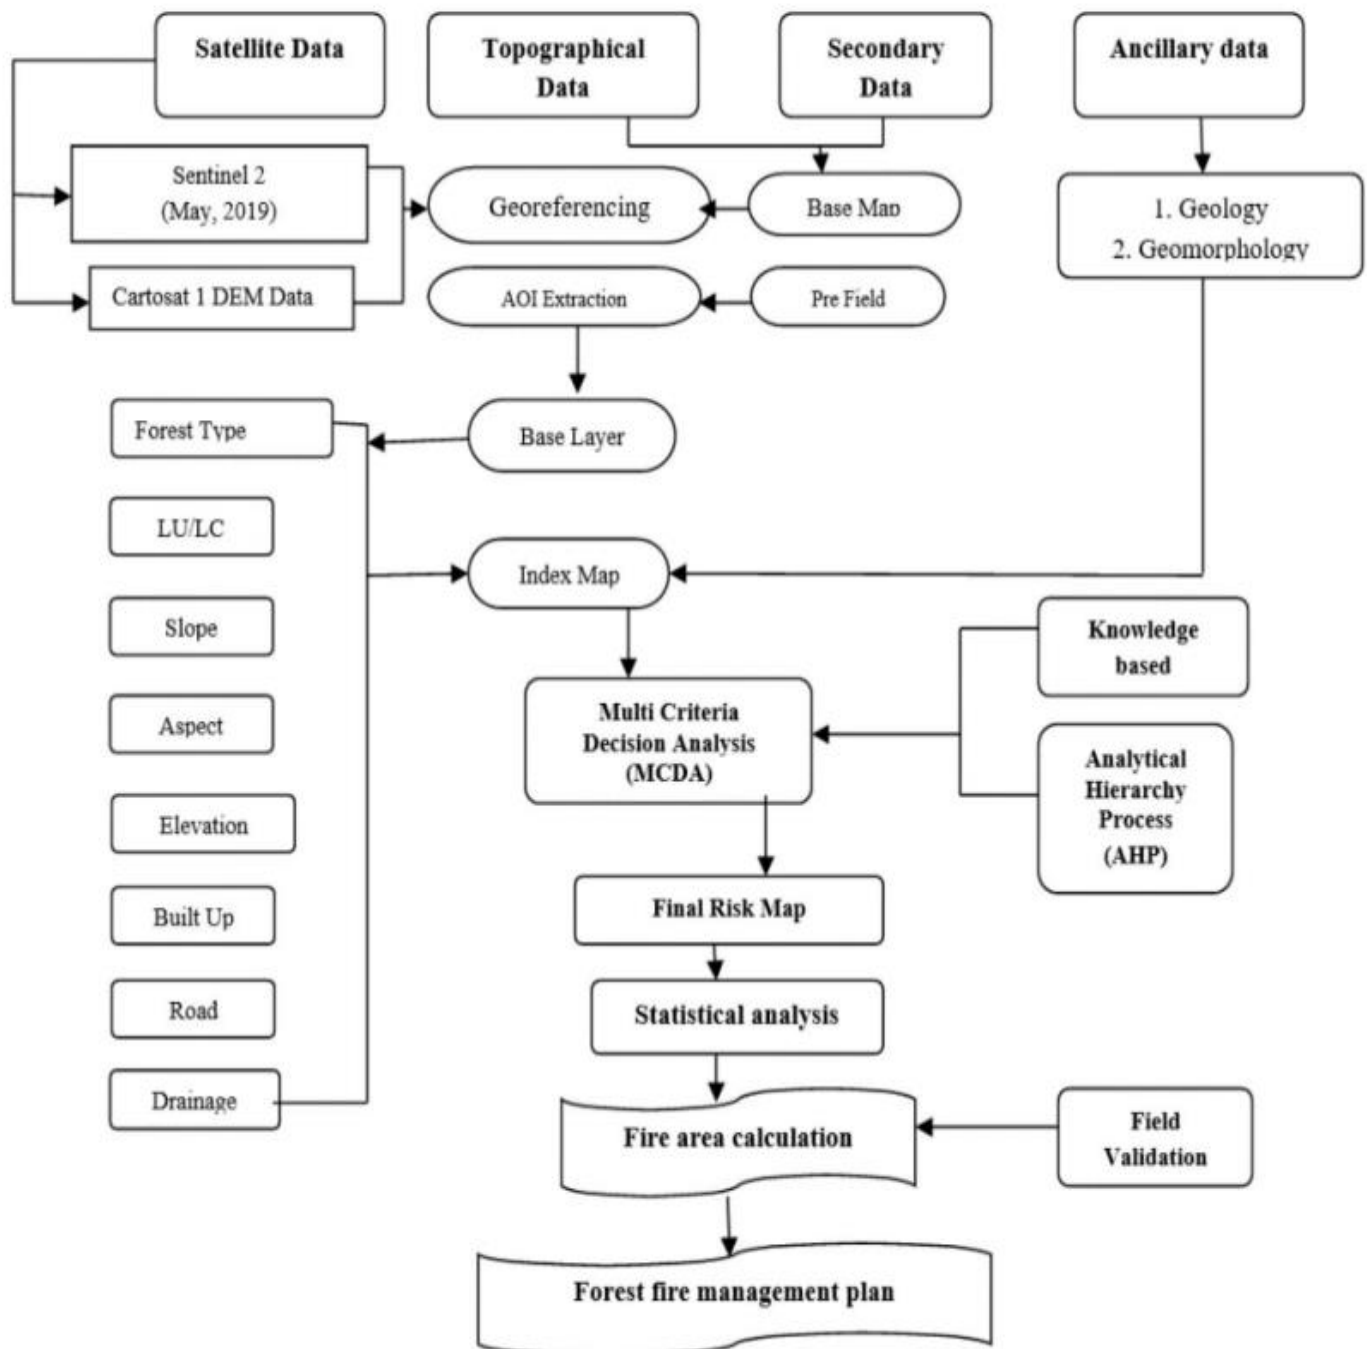 Satellite Data
Topographical
Data
Secondary
Data
Ancillary data
Sentinel 2
(May, 2019)
Georeferencing
Base Map
1. Geology
2. Geomorphology
Cartosat 1 DEM Data
AOI Extraction
Pre Field
Forest Type
Base Layer
LU/LC
Index Map
Slope
Knowledge
based
Aspect
Multi Criteria
Decision Analysis
(MCDA)
Analytical
Hierarchy
Process
(AHP)
Elevation
Built Up
Final Risk Map
Road
Statistical analysis
Drainage
Fire area calculation
Field
Validation
Forest fire management plan